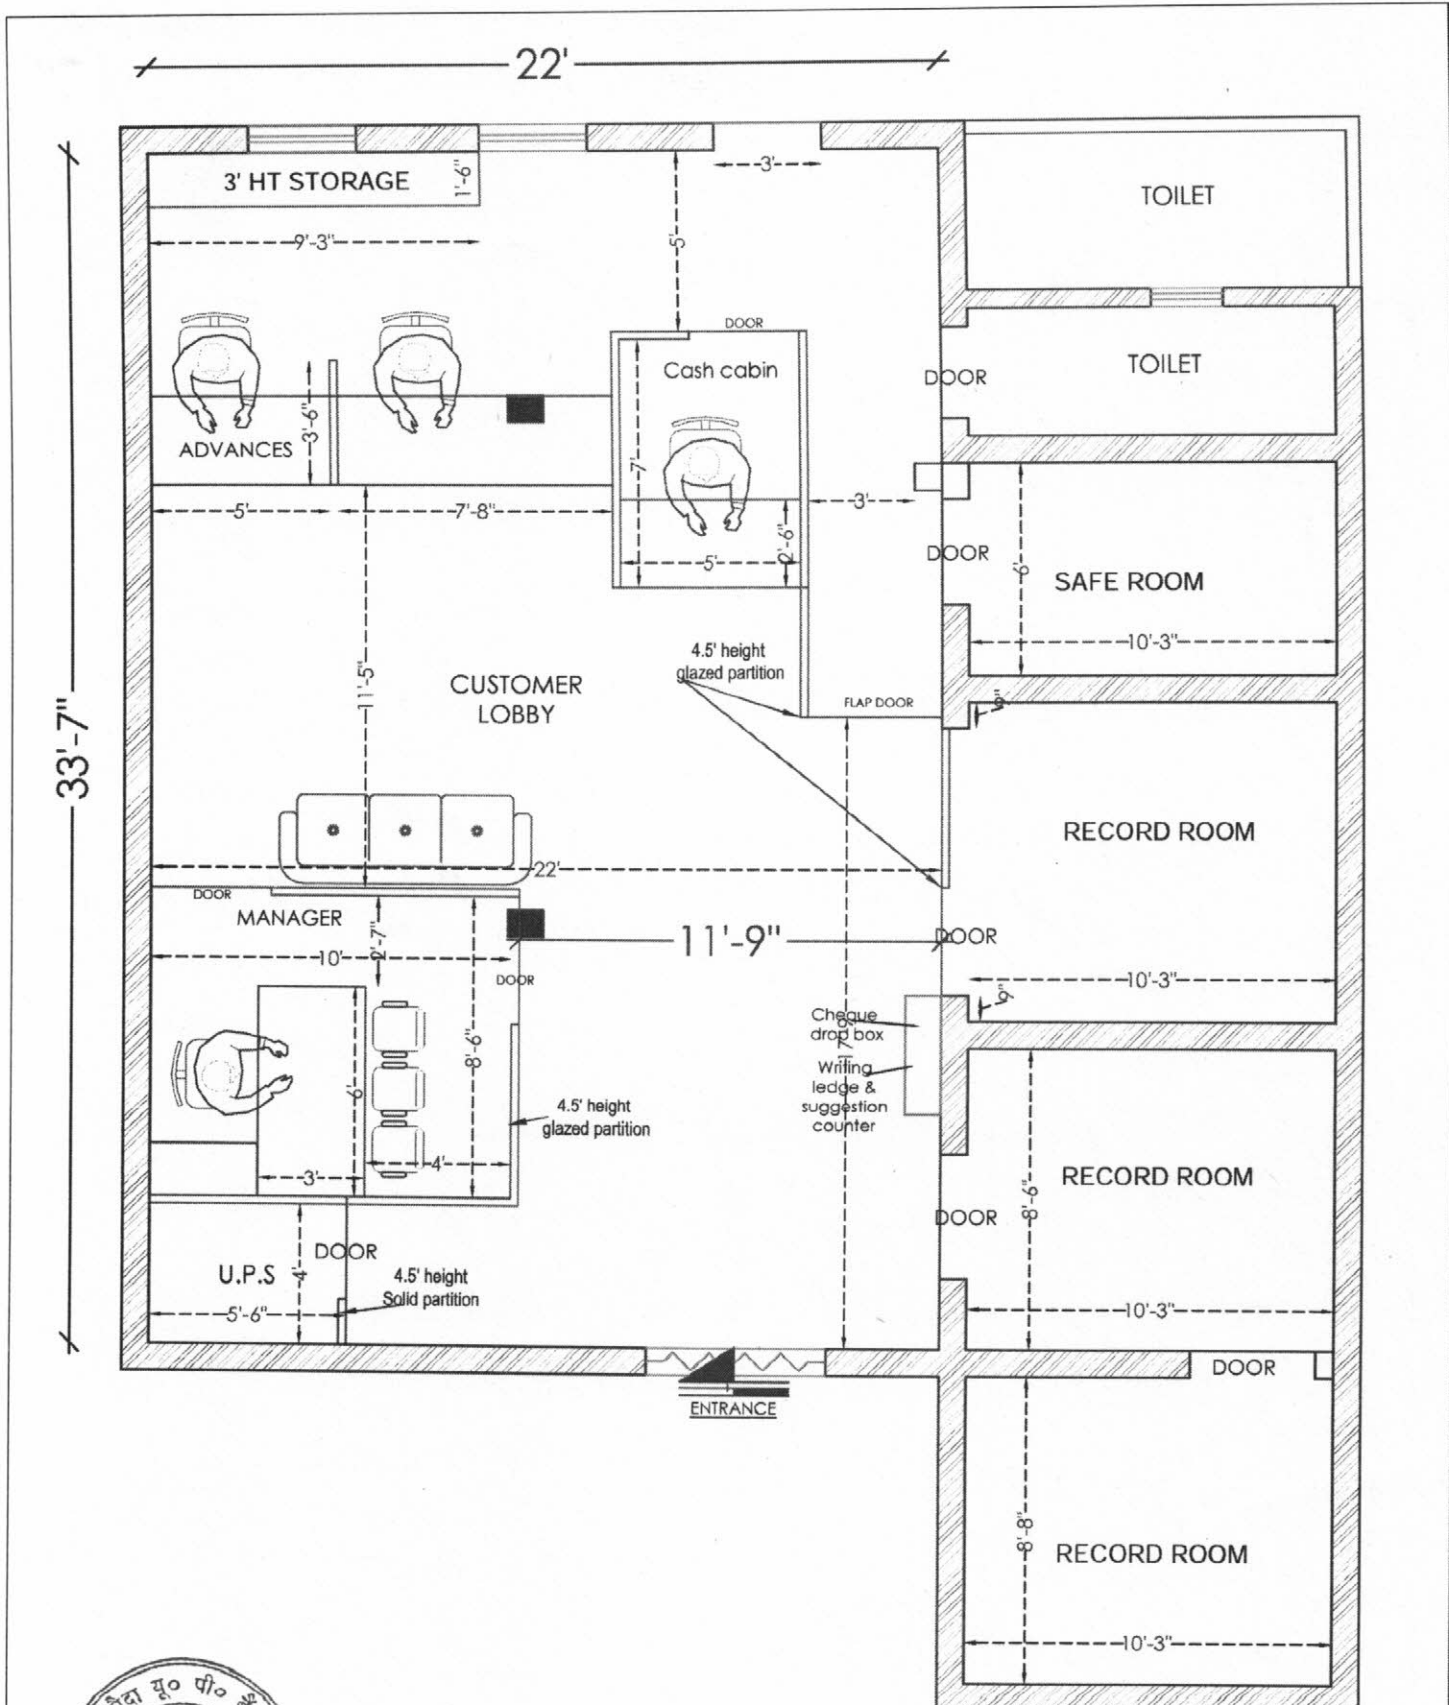 22'
33'-7"
3' HT STORAGE
1'-6"
3'
TOILET
9'-3"
5'
DOOR
Cash cabin
TOILET
DOOR
ADVANCES
3'-6"
7'
5'
7'-8"
3'
2'-6"
5'
DOOR
6'
SAFE ROOM
10'-3"
4.5' height
glazed partition
11'-5"
CUSTOMER
LOBBY
FLAP DOOR
9"
RECORD ROOM
22'
DOOR
MANAGER
2'-7"
10'
11'-9"
DOOR
DOOR
10'-3"
9"
Cheque
drop box
Writing
ledge &
suggestion
counter
8'-6"
6'
4.5' height
glazed partition
3'
4'
RECORD ROOM
8'-6"
DOOR
DOOR
U.P.S
4'
4.5' height
Solid partition
5'-6"
10'-3"
DOOR
ENTRANCE
8'-8"
RECORD ROOM
10'-3"
यू० पी०